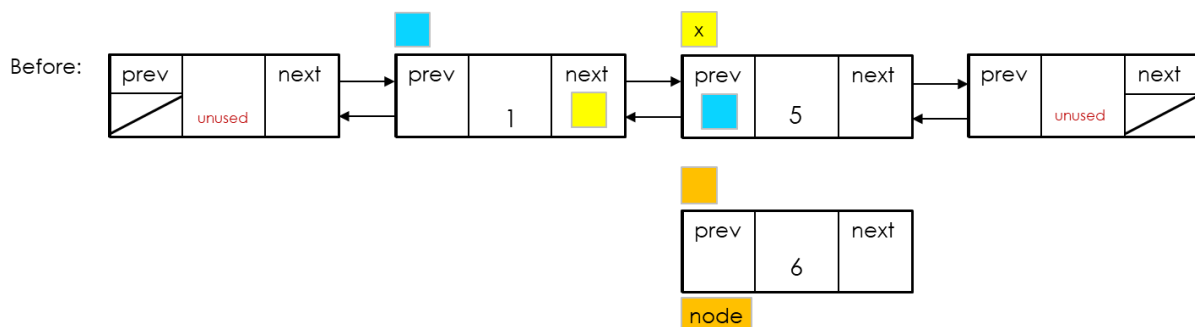 x
Before:
prev next prev next prev next prev next
unused 1 5 unused
prev next
6
node